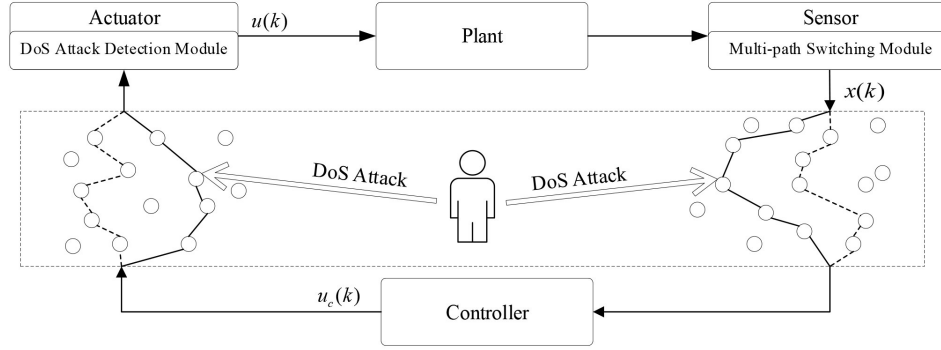 Actuator
DoS Attack Detection Module
u(k)
Plant
Sensor
Multi-path Switching Module
x(k)
DoS Attack
DoS Attack
u_c(k)
Controller